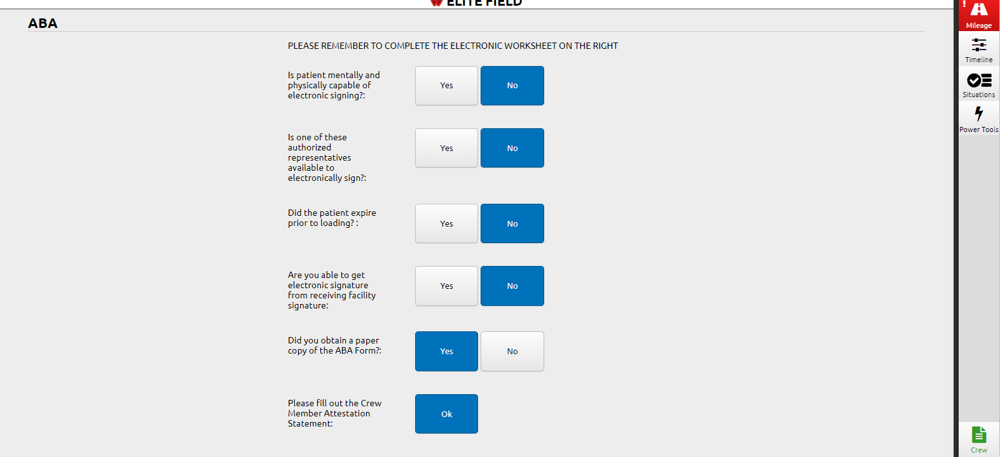 ELITE FIELD
ABA
PLEASE REMEMBER TO COMPLETE THE ELECTRONIC WORKSHEET ON THE RIGHT
Is patient mentally and
physically capable of
electronic signing?:
Yes
No
Is one of these
authorized
representatives
available to
electronically sign?:
Yes
No
Did the patient expire
prior to loading? :
Yes
No
Are you able to get
electronic signature
from receiving facility
signature:
Yes
No
Did you obtain a paper
copy of the ABA Form?:
Yes
No
Please fill out the Crew
Member Attestation
Statement:
Ok
!
Mileage
Timeline
Situations
Power Tools
Crew